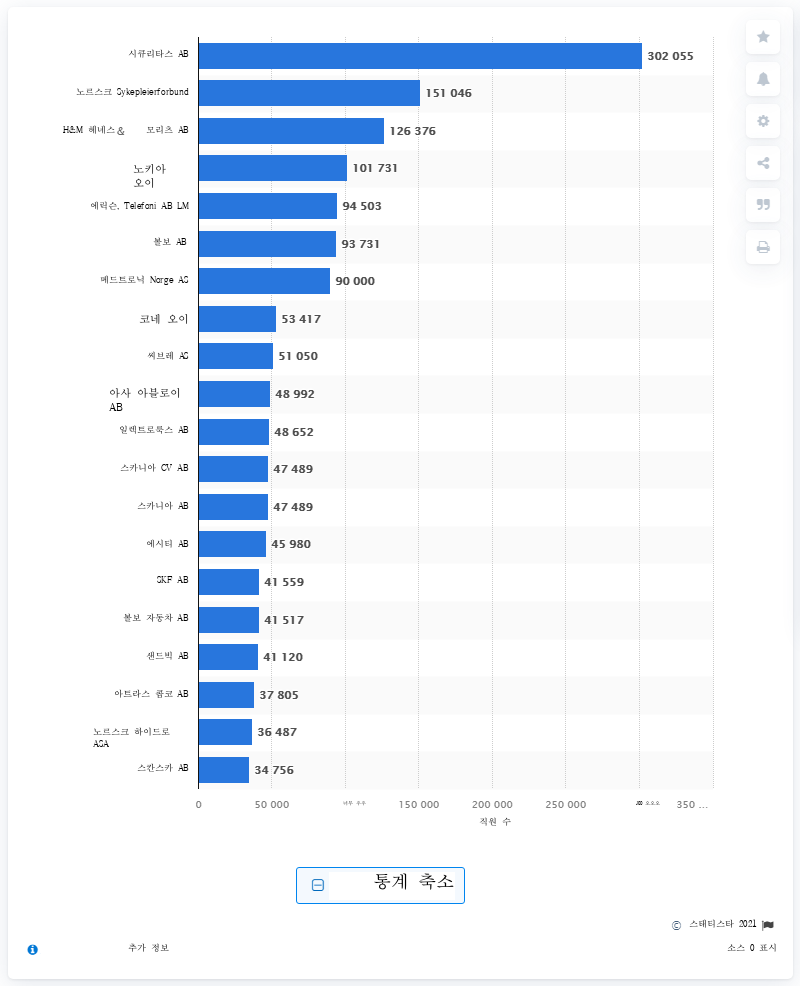 시큐리타스 AB
302 055
노르스크 Sykepleierforbund
151 046
H&M 헤네스& 모리츠 AB
126 376
노키아
오이
101 731
에릭슨, Telefoni AB LM
94 503
볼보 AB
93 731
메드트로닉 Norge AS
90 000
코네 오이
53 417
씨브레 AS
51 050
아사 아블로이
AB
48 992
일렉트로룩스 AB
48 652
스카니아 CV AB
47 489
스카니아 AB
47 489
에시티 AB
45 980
SKF AB
41 559
볼보 자동차 AB
41 517
샌드빅 AB
41 120
아트라스 콥코 AB
37 805
노르스크 하이드로
ASA
36 487
스칸스카 AB
34 756
0 50 000 150 000 200 000 250 000 350 ...
직원 수
통계 축소
© 스태티스타 2021
추가 정보
소스 0 표시